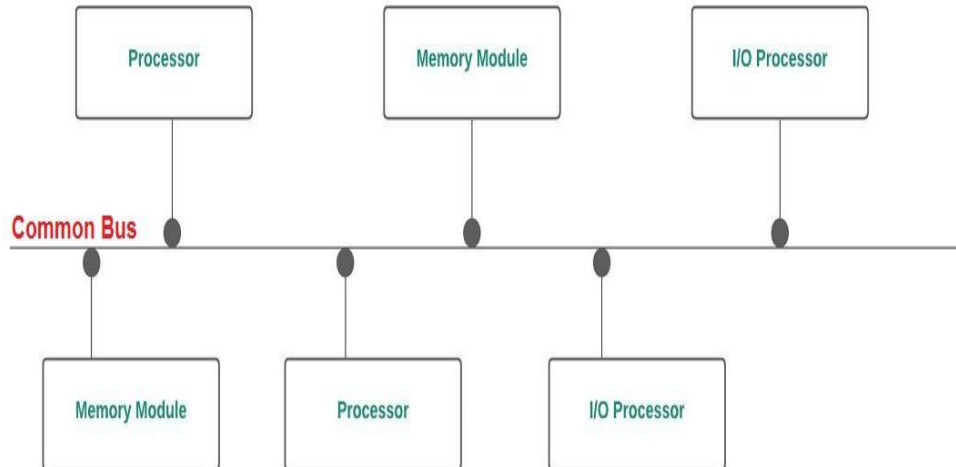 Processor
Memory Module
I/O Processor
Common Bus
Memory Module
Processor
I/O Processor